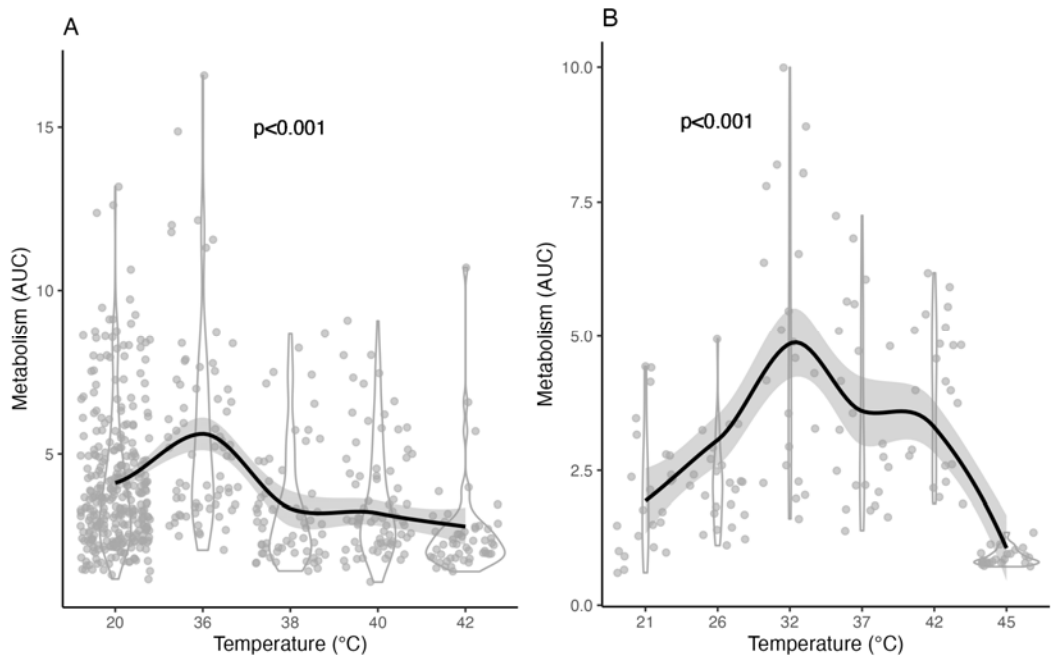 A
p<0.001
15
10
5
Metabolism (AUC)
20 36 38 40 42
Temperature (°C)
B
p<0.001
10.0
7.5
5.0
2.5
0.0
Metabolism (AUC)
21 26 32 37 42 45
Temperature (°C)